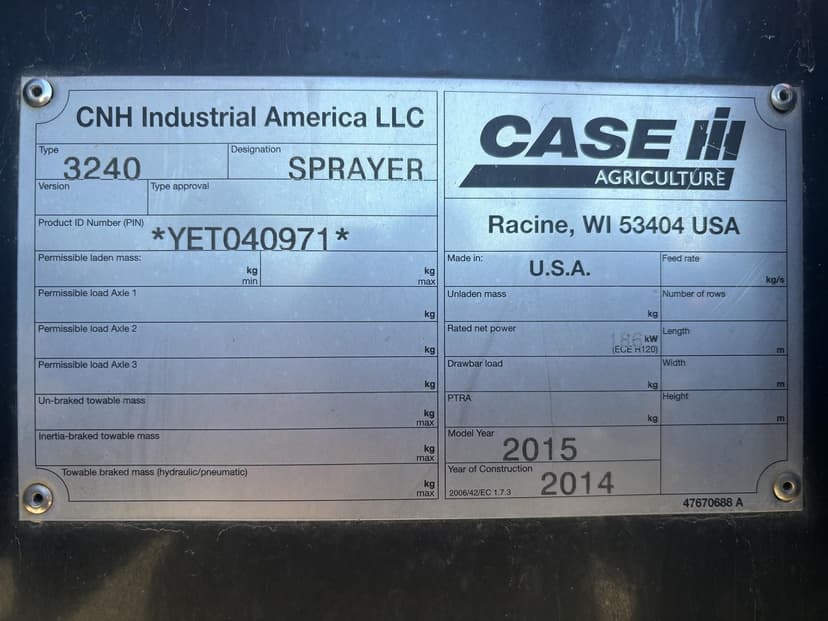 CNH Industrial America LLC
Type
3240
Designation
SPRAYER
Version
Type approval
Product ID Number (PIN)
*YET040971*
Permissible laden mass:
kg
min
kg
max
Permissible load Axle 1
kg
Permissible load Axle 2
kg
Permissible load Axle 3
kg
Un-braked towable mass
kg
max
Inertia-braked towable mass
kg
max
Towable braked mass (hydraulic/pneumatic)
kg
max
CASE IH
AGRICULTURE
Racine, WI 53404 USA
Made in:
U.S.A.
Feed rate
kg/s
Unladen mass
kg
Number of rows
Rated net power
186 kW
(ECE R120)
Length
m
Drawbar load
kg
Width
m
PTRA
kg
Height
m
Model Year
2015
Year of Construction
2006/42/EC 1.7.3
2014
47670688 A